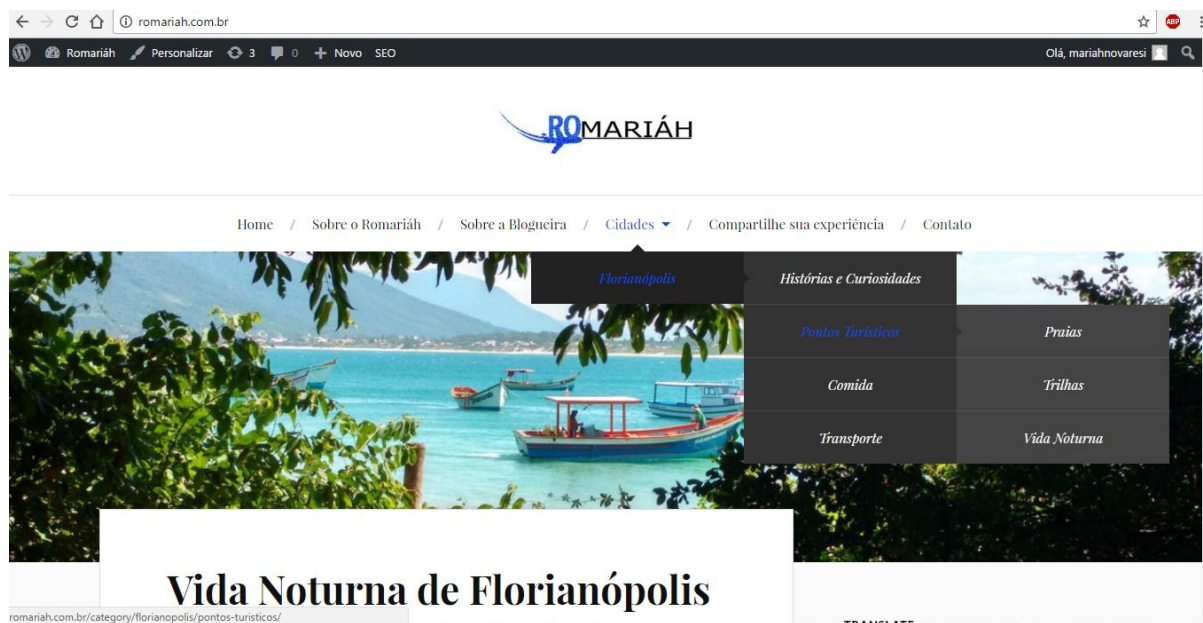 romariah.com.br
ABP
Romariáh Personalizar 3 0 Novo SEO
Olá, mariahnovaresi
ROMARIÁH
Home / Sobre o Romariáh / Sobre a Blogueira / Cidades / Compartilhe sua experiência / Contato
Florianópolis
Histórias e Curiosidades
Pontos Turísticos
Comida
Transporte
Praias
Trilhas
Vida Noturna
Vida Noturna de Florianópolis
TRANSLATE
romariah.com.br/category/florianopolis/pontos-turisticos/